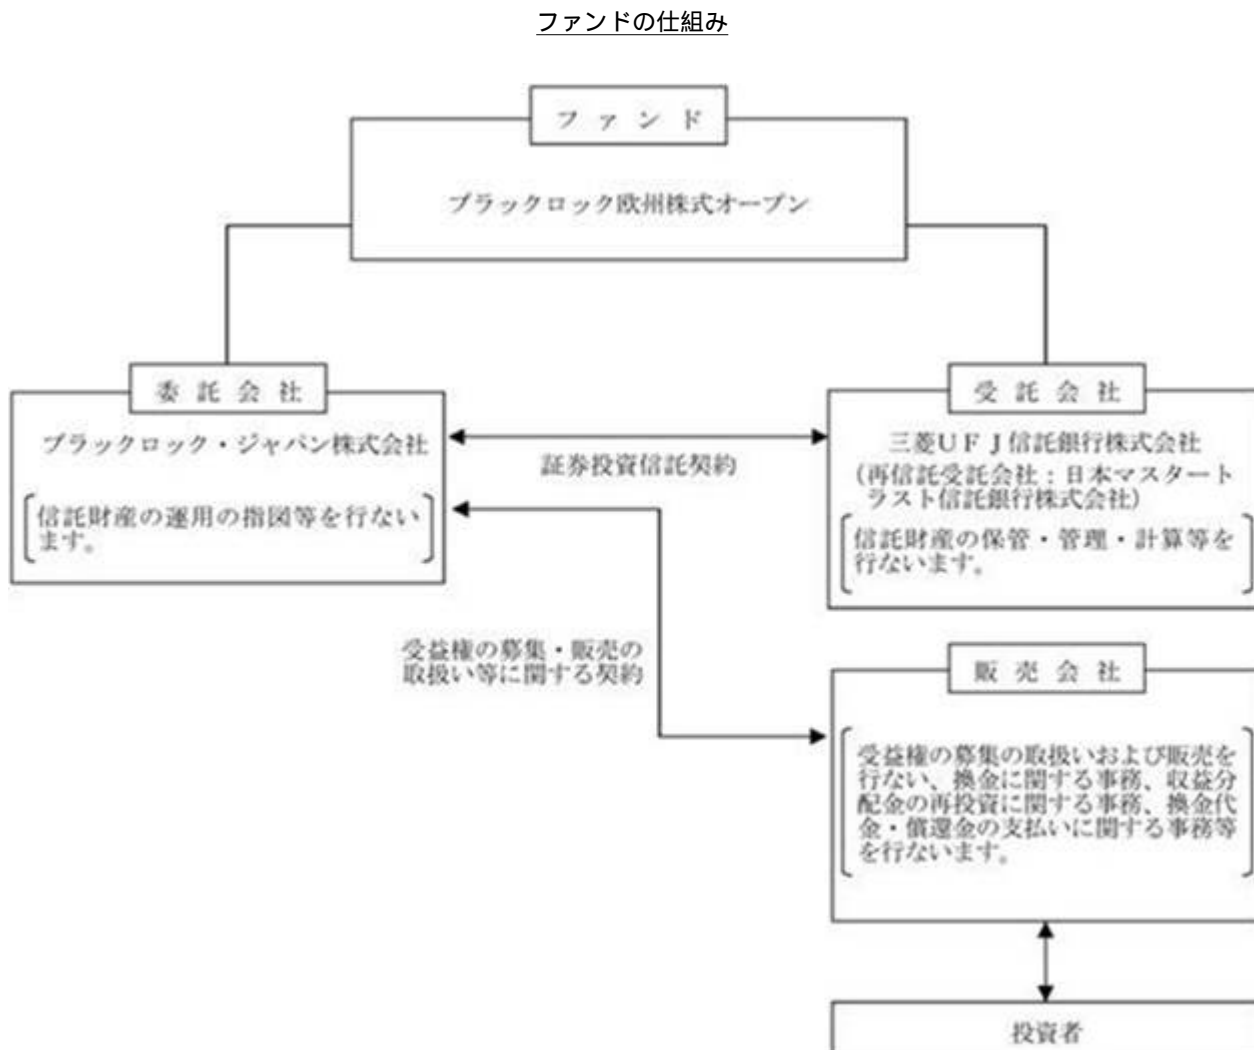 ファンドの仕組み
ファンド
ブラックロック欧州株式オープン
委託会社
ブラックロック・ジャパン株式会社
信託財産の運用の指図等を行ない
ます。
証券投資信託契約
受託会社
三菱UFJ信託銀行株式会社
(再信託受託会社:日本マスタート
ラスト信託銀行株式会社)
信託財産の保管・管理・計算等を
行ないます。
受益権の募集・販売の
取扱い等に関する契約
販売会社
受益権の募集の取扱いおよび販売を
行ない、換金に関する事務、収益分
配金の再投資に関する事務、換金代
金・償還金の支払いに関する事務等
を行ないます。
投資者